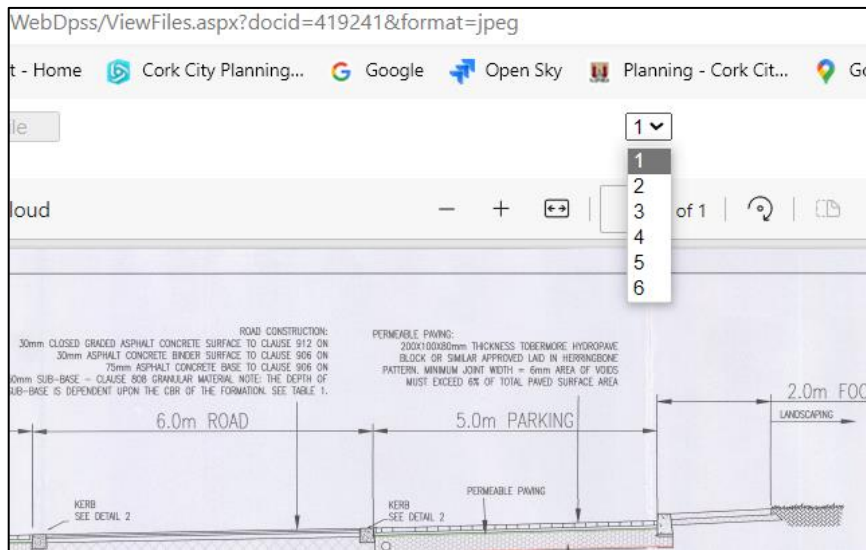 WebDpss/ViewFiles.aspx?docid=419241&format=jpeg
t - Home Cork City Planning... Google Open Sky Planning - Cork Cit... Go
ile 1
1
2
3
4
5
6
loud of 1
ROAD CONSTRUCTION:
30mm CLOSED GRADED ASPHALT CONCRETE SURFACE TO CLAUSE 912 ON
30mm ASPHALT CONCRETE BINDER SURFACE TO CLAUSE 906 ON
75mm ASPHALT CONCRETE BASE TO CLAUSE 906 ON
0mm SUB-BASE - CLAUSE 808 GRANULAR MATERIAL NOTE: THE DEPTH OF
SUB-BASE IS DEPENDENT UPON THE CBR OF THE FORMATION. SEE TABLE 1.
PERMEABLE PAVING:
200X100X80mm THICKNESS TOBERMORE HYDROPAVE
BLOCK OR SIMILAR APPROVED LAID IN HERRINGBONE
PATTERN. MINIMUM JOINT WIDTH = 6mm AREA OF VOIDS
MUST EXCEED 6% OF TOTAL PAVED SURFACE AREA
6.0m ROAD
5.0m PARKING
2.0m FOO
LANDSCAPING
KERB
SEE DETAIL 2
KERB
SEE DETAIL 2
PERMEABLE PAVING